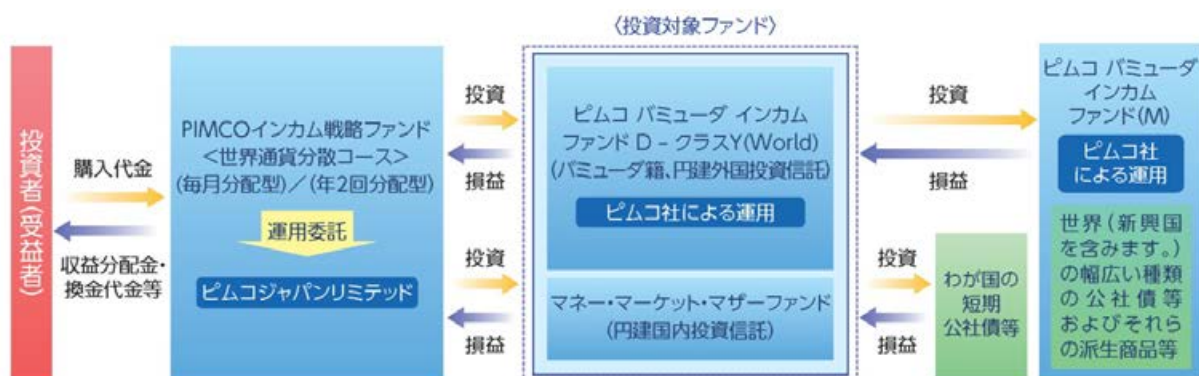 〈投資対象ファンド〉
投資者(受益者)
購入代金
収益分配金・
換金代金等
PIMCOインカム戦略ファンド
<世界通貨分散コース>
(毎月分配型)/(年2回分配型)
運用委託
ピムコジャパンリミテッド
投資
損益
投資
損益
ピムコ バミューダ インカム
ファンド D – クラスY(World)
(バミューダ籍、円建外国投資信託)
ピムコ社による運用
マネー・マーケット・マザーファンド
(円建国内投資信託)
投資
損益
投資
損益
わが国の
短期
公社債等
ピムコ バミューダ
インカム
ファンド(M)
ピムコ社
による運用
世界(新興国
を含みます。)
の幅広い種類
の公社債等
およびそれら
の派生商品等